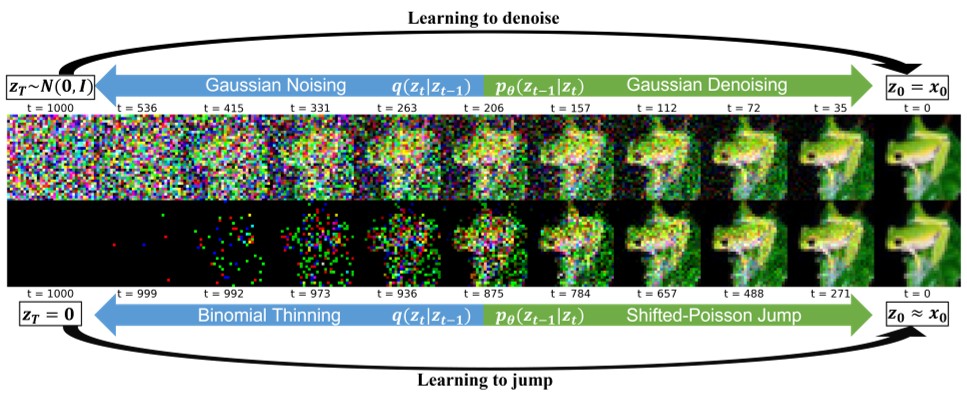 Learning to denoise
z_T~N(0, I) Gaussian Noising q(z_t|z_{t-1}) p_θ(z_{t-1}|z_t) Gaussian Denoising z_0 = x_0
t = 1000 t = 536 t = 415 t = 331 t = 263 t = 206 t = 157 t = 112 t = 72 t = 35 t = 0
t = 1000 t = 999 t = 992 t = 973 t = 936 t = 875 t = 784 t = 657 t = 488 t = 271 t = 0
z_T = 0 Binomial Thinning q(z_t|z_{t-1}) p_θ(z_{t-1}|z_t) Shifted-Poisson Jump z_0 ≈ x_0
Learning to jump